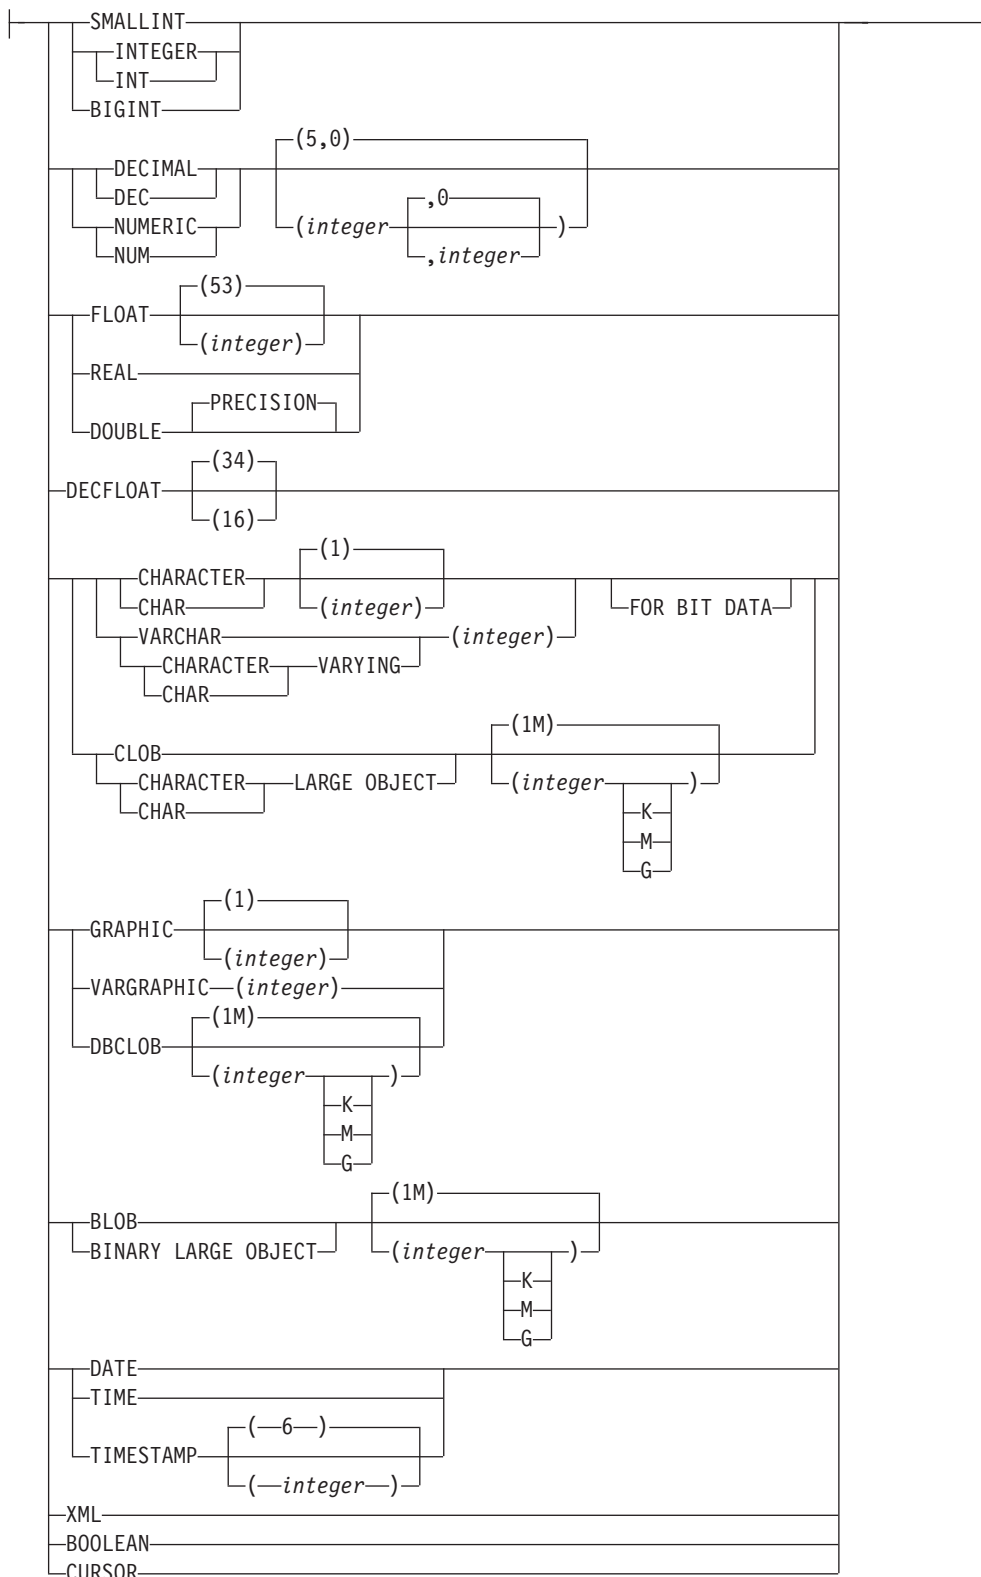 SMALLINT
INTEGER
INT
BIGINT
(5,0)
DECIMAL
DEC
,0
NUMERIC (integer )
NUM ,integer
(53)
FLOAT
(integer)
REAL
PRECISION
DOUBLE
(34)
DECFLOAT
(16)
(1)
CHARACTER
CHAR (integer) FOR BIT DATA
VARCHAR (integer)
CHARACTER VARYING
CHAR
(1M)
CLOB
CHARACTER LARGE OBJECT (integer )
CHAR K
M
G
(1)
GRAPHIC
(integer)
VARGRAPHIC (integer)
(1M)
DBCLOB
(integer )
K
M
G
(1M)
BLOB
BINARY LARGE OBJECT (integer )
K
M
G
DATE
TIME
( 6 )
TIMESTAMP
( integer )
XML
BOOLEAN
CURSOR